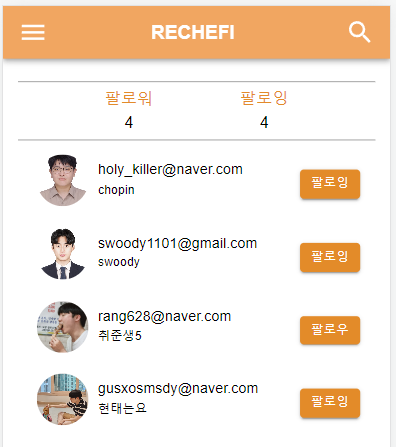 RECHEFI
팔로워 팔로잉
4 4
holy_killer@naver.com
chopin
팔로잉
swoody1101@gmail.com
swoody
팔로잉
rang628@naver.com
취준생5
팔로우
gusxosmsdy@naver.com
현태는요
팔로잉